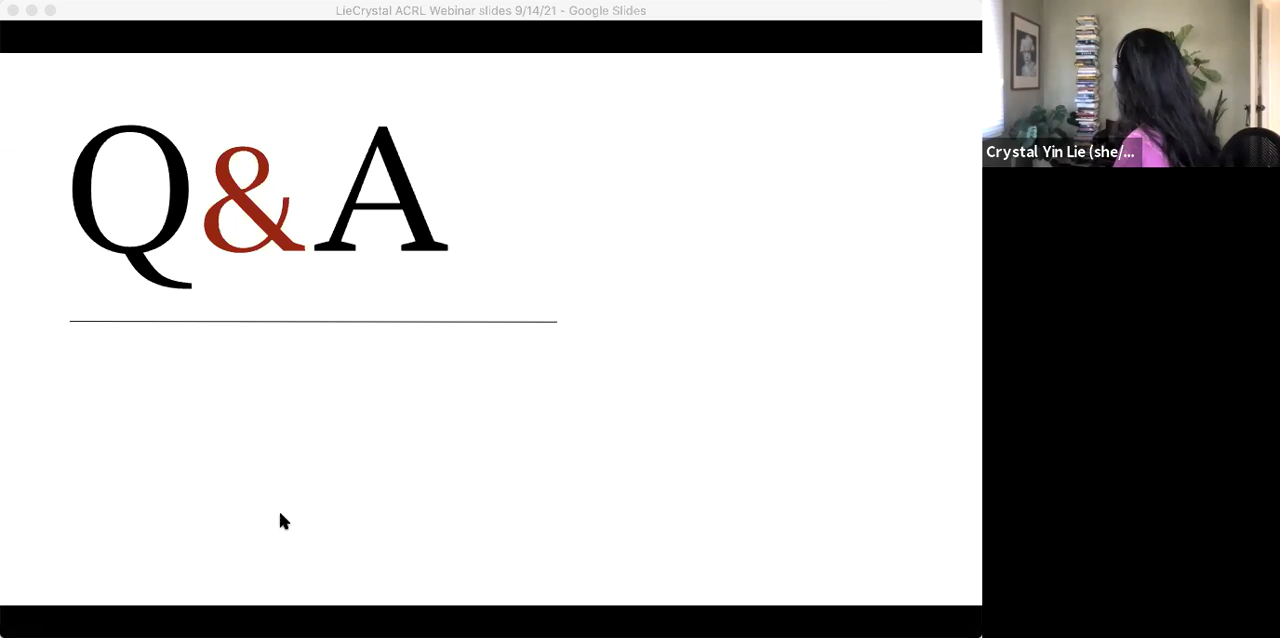 LieCrystal ACRL Webinar slides 9/14/21 - Google Slides
Q&A
Crystal Yin Lie (she/...